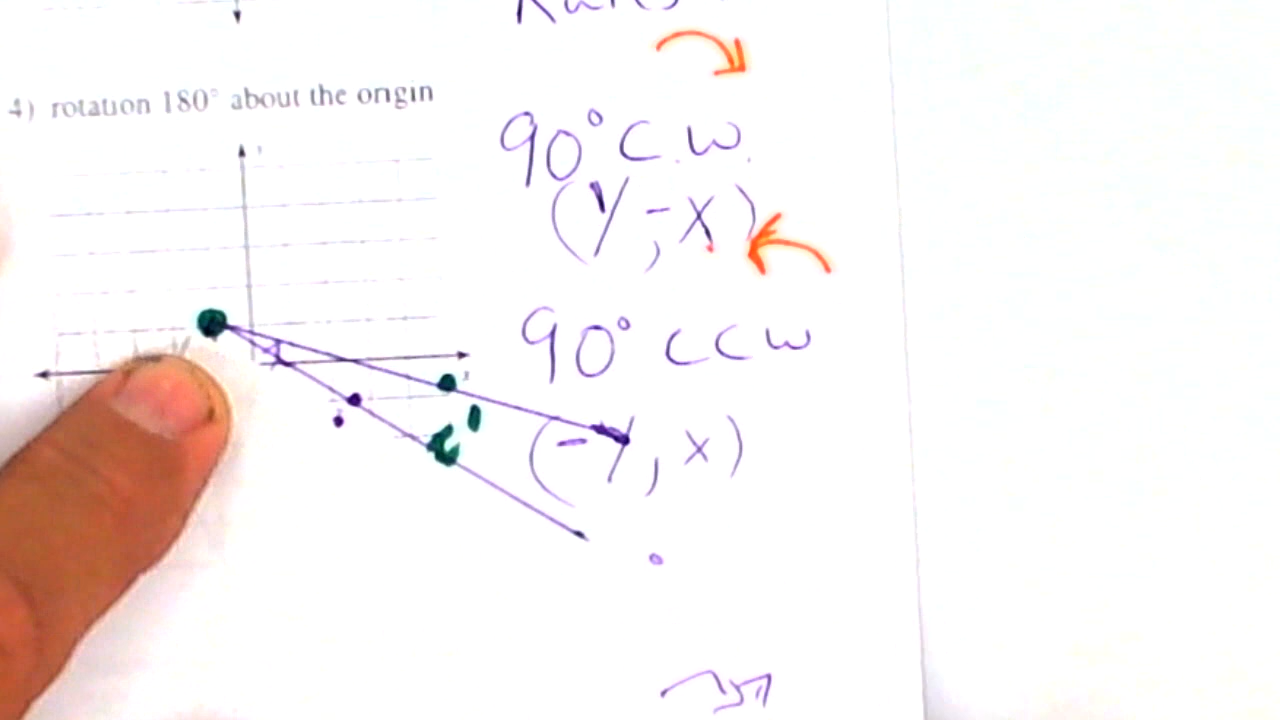 4) rotation 180° about the origin
90° C.W.
(y, -x)
90° CCW
(-y, x)
C'